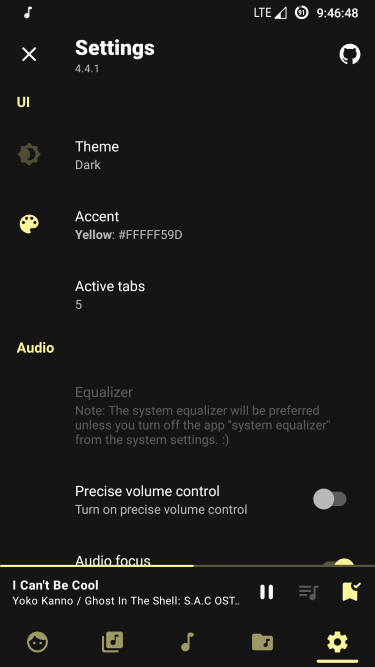 LTE 91 9:46:48
Settings
4.4.1
UI
Theme
Dark
Accent
Yellow: #FFFFF59D
Active tabs
5
Audio
Equalizer
Note: The system equalizer will be preferred
unless you turn off the app "system equalizer"
from the system settings. :)
Precise volume control
Turn on precise volume control
Audio focus
I Can't Be Cool
Yoko Kanno / Ghost In The Shell: S.A.C OST..